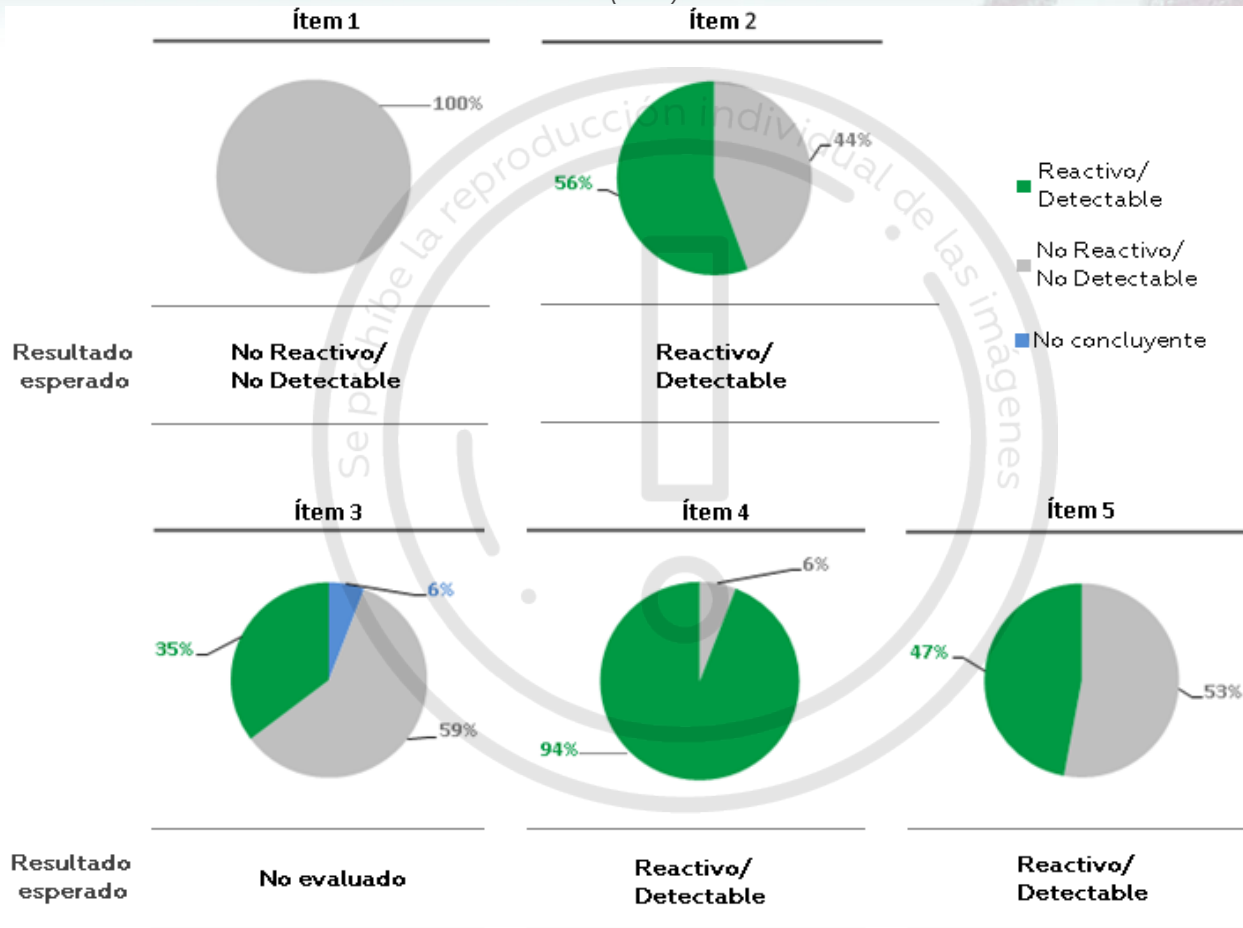 Ítem 1
Ítem 2
100%
56%
44%
Reactivo/
Detectable
No Reactivo/
No Detectable
No concluyente
Resultado
esperado
No Reactivo/
No Detectable
Reactivo/
Detectable
Ítem 3
Ítem 4
Ítem 5
35%
6%
59%
6%
94%
47%
53%
Resultado
esperado
No evaluado
Reactivo/
Detectable
Reactivo/
Detectable
Se prohíbe la reproducción individual de las imágenes